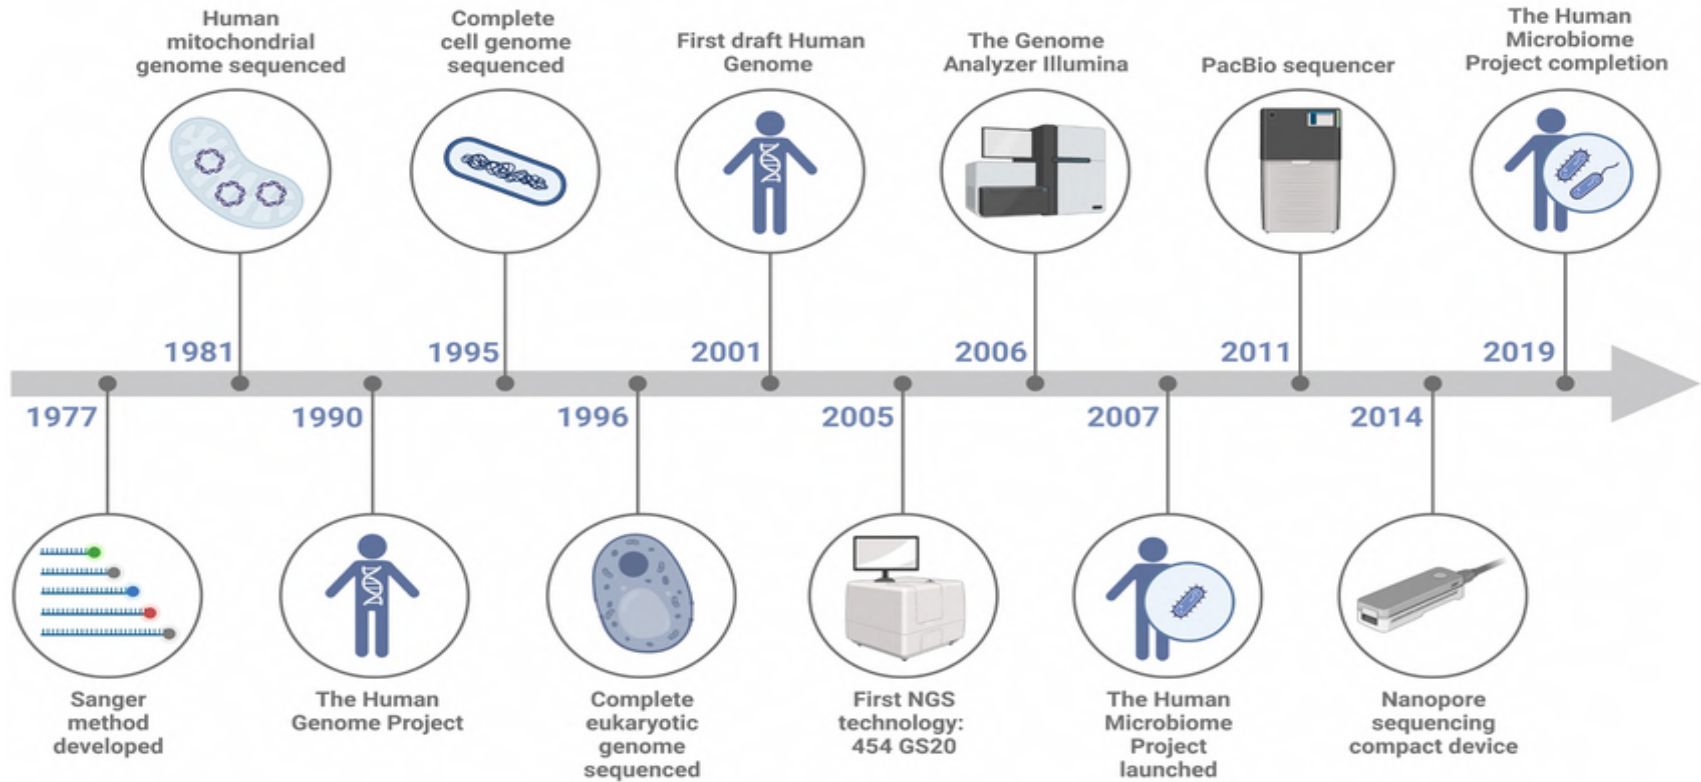 Human
mitochondrial
genome sequenced
Complete
cell genome
sequenced
First draft Human
Genome
The Genome
Analyzer Illumina
PacBio sequencer
The Human
Microbiome
Project completion
1981
1995
2001
2006
2011
2019
1977
1990
1996
2005
2007
2014
Sanger
method
developed
The Human
Genome Project
Complete
eukaryotic
genome
sequenced
First NGS
technology:
454 GS20
The Human
Microbiome
Project
launched
Nanopore
sequencing
compact device